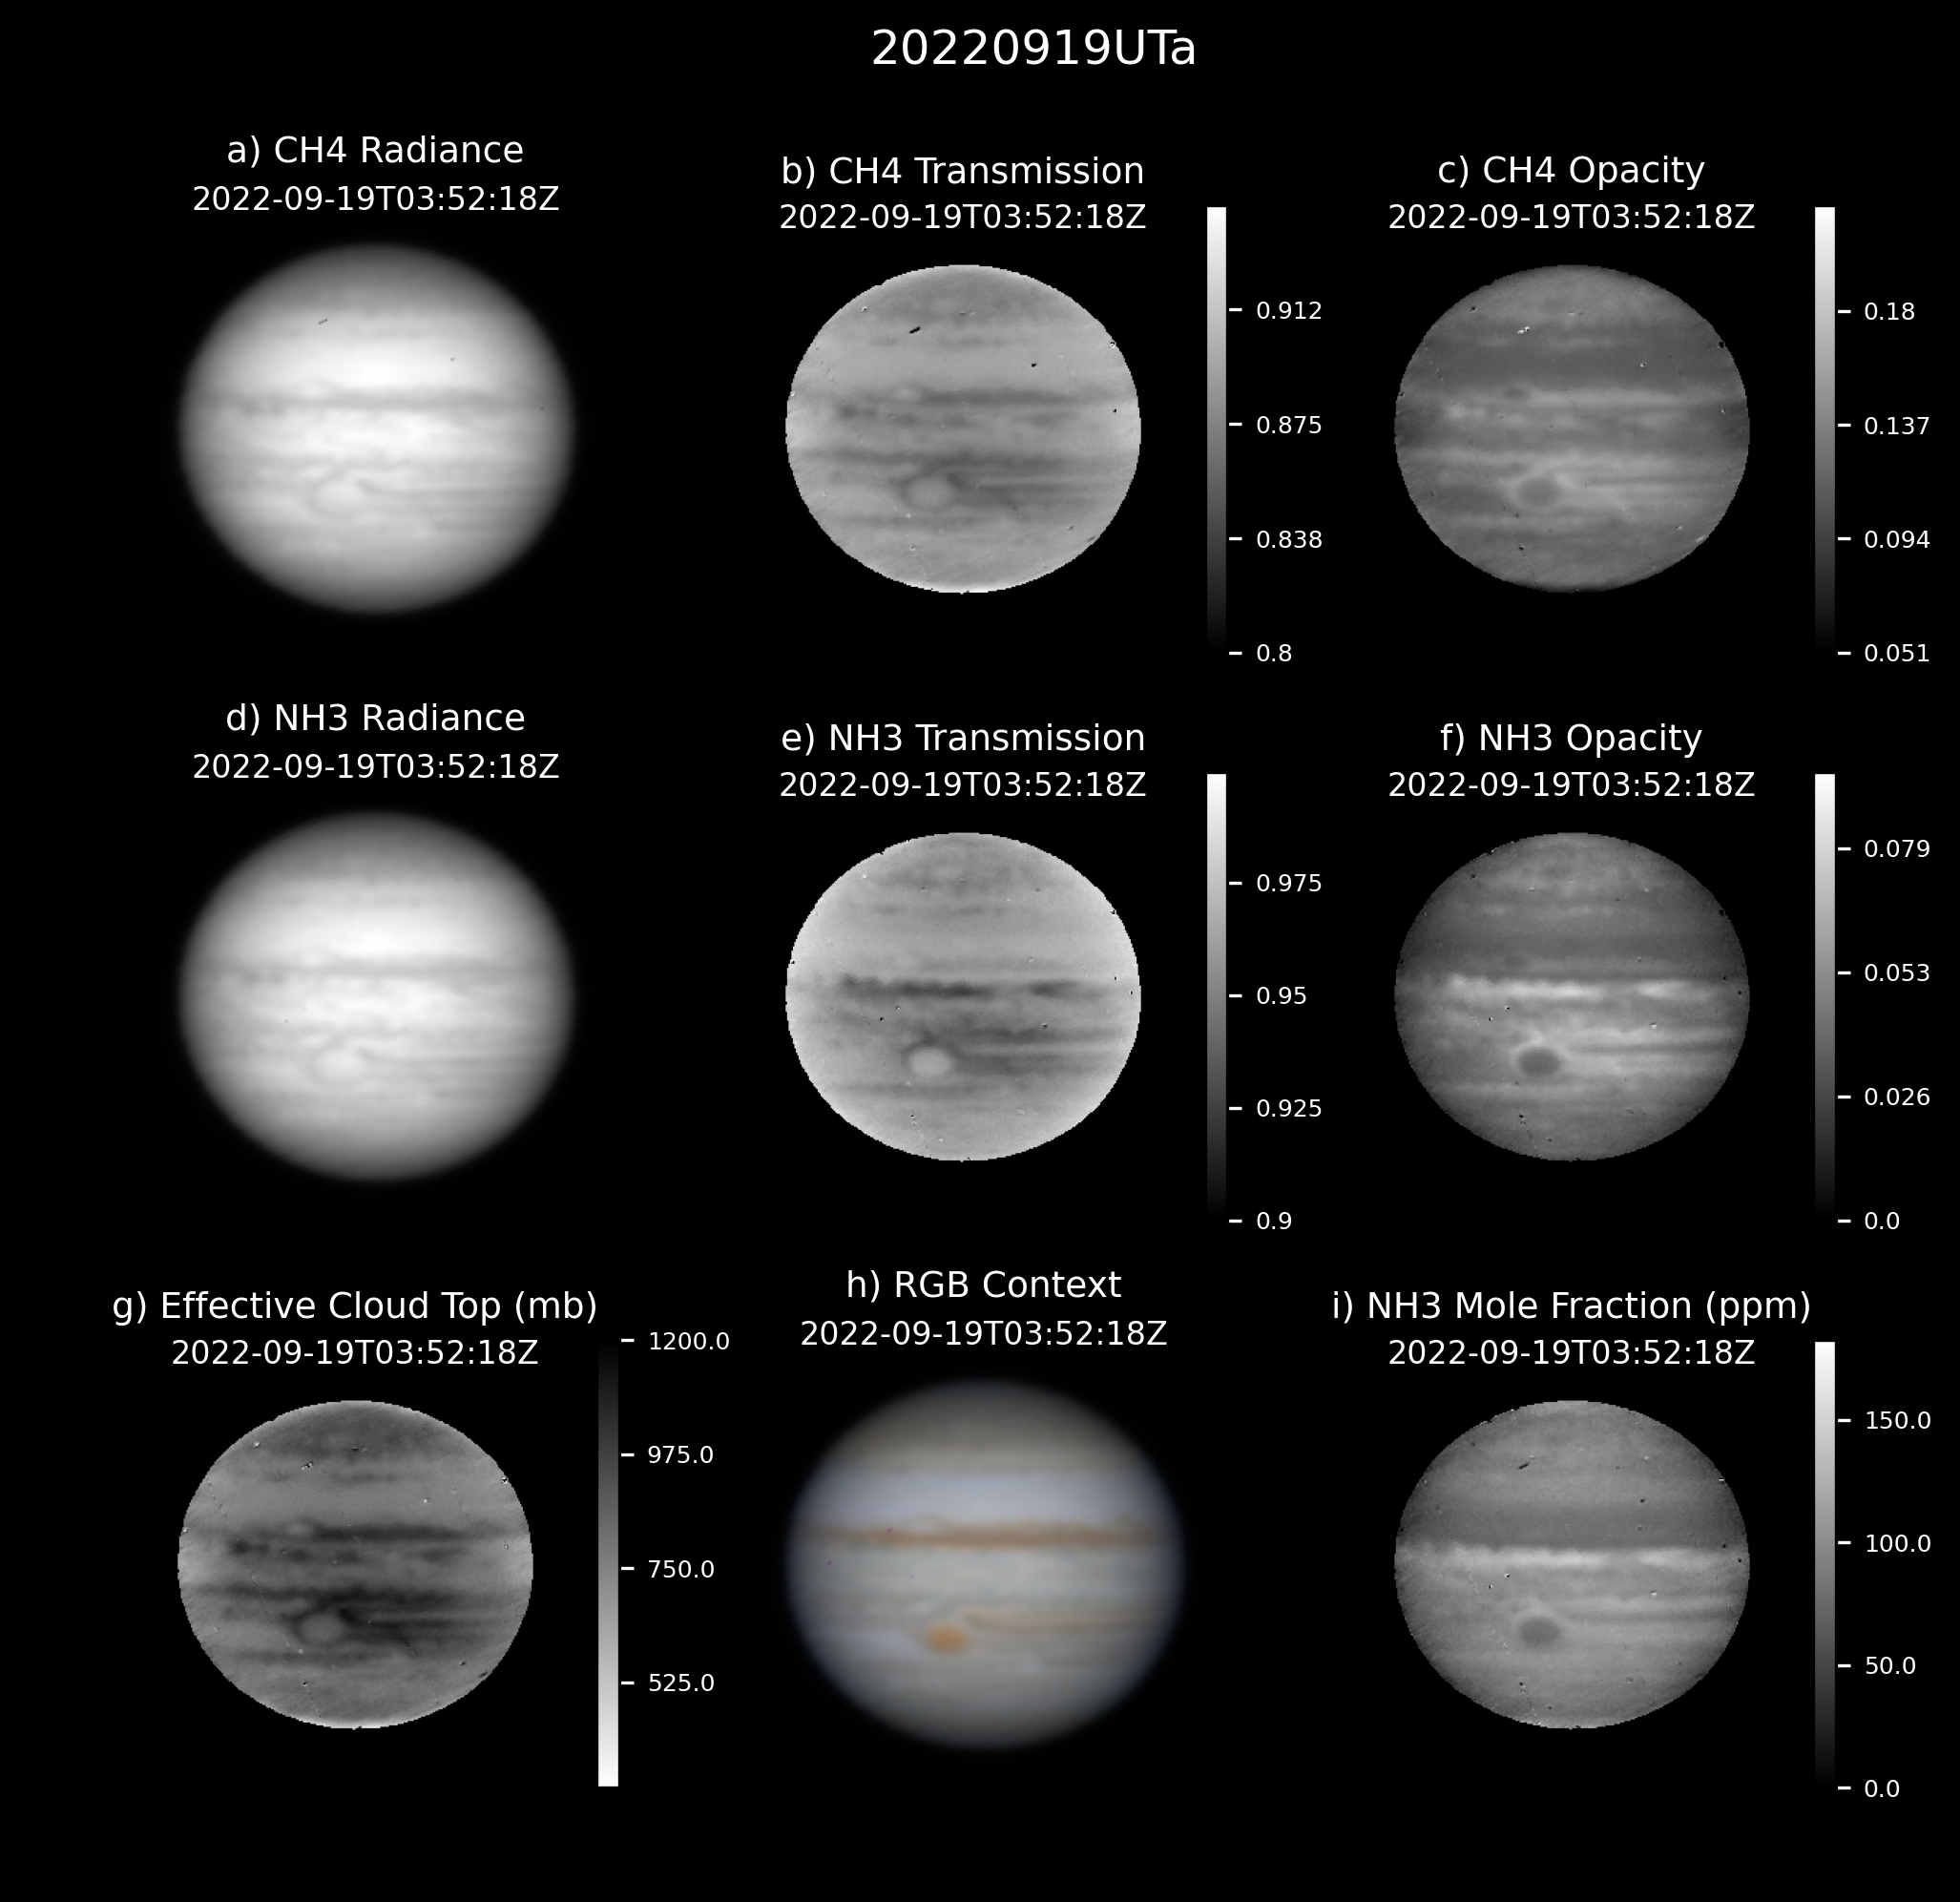 20220919UTa
a) CH4 Radiance
2022-09-19T03:52:18Z
b) CH4 Transmission
2022-09-19T03:52:18Z
0.912
0.875
0.838
0.8
c) CH4 Opacity
2022-09-19T03:52:18Z
0.18
0.137
0.094
0.051
d) NH3 Radiance
2022-09-19T03:52:18Z
e) NH3 Transmission
2022-09-19T03:52:18Z
0.975
0.95
0.925
0.9
f) NH3 Opacity
2022-09-19T03:52:18Z
0.079
0.053
0.026
0.0
g) Effective Cloud Top (mb)
2022-09-19T03:52:18Z
1200.0
975.0
750.0
525.0
h) RGB Context
2022-09-19T03:52:18Z
i) NH3 Mole Fraction (ppm)
2022-09-19T03:52:18Z
150.0
100.0
50.0
0.0